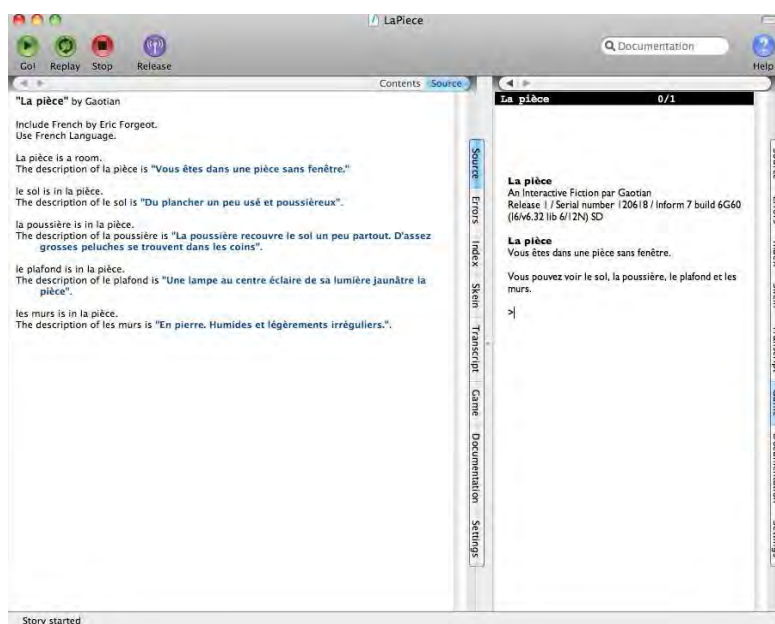 LaPiece
Go! Replay Stop Release
Documentation
Help
Contents Source
"La pièce" by Gaotian
Include French by Eric Forgeot.
Use French Language.
La pièce is a room.
The description of la pièce is "Vous êtes dans une pièce sans fenêtre."
le sol is in la pièce.
The description of le sol is "Du plancher un peu usé et poussièreux".
la poussière is in la pièce.
The description of la poussière is "La poussière recouvre le sol un peu partout. D'assez
grosses peluches se trouvent dans les coins".
le plafond is in la pièce.
The description of le plafond is "Une lampe au centre éclaire de sa lumière jaunâtre la
pièce".
les murs is in la pièce.
The description of les murs is "En pierre. Humides et légèrements irréguliers.".
Source
Errors
Index
Skein
Transcript
Game
Documentation
Settings
La pièce 0/1
La pièce
An Interactive Fiction par Gaotian
Release 1 / Serial number 120618 / Inform 7 build 6G60
(I6/v6.32 lib 6/12N) SD
La pièce
Vous êtes dans une pièce sans fenêtre.
Vous pouvez voir le sol, la poussière, le plafond et les
murs.
>
Story started